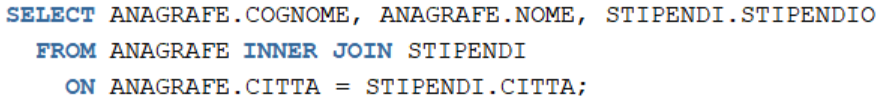 SELECT ANAGRAFE.COGNOME, ANAGRAFE.NOME, STIPENDI.STIPENDIO
FROM ANAGRAFE INNER JOIN STIPENDI
ON ANAGRAFE.CITTA = STIPENDI.CITTA;